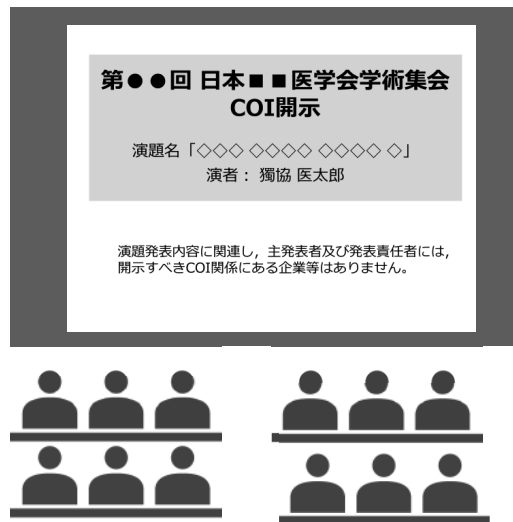 第●●回 日本■■医学会学術集会
COI開示
演題名「◇◇◇ ◇◇◇◇ ◇◇◇◇ ◇」
演者： 獨協 医太郎
演題発表内容に関連し，主発表者及び発表責任者には，
開示すべきCOI関係にある企業等はありません。